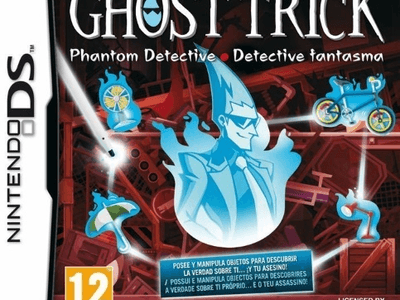 GHOST TRICK
Phantom Detective • Detective fantasma
NINTENDO DS™
POSEE Y MANIPULA OBJETOS PARA DESCUBRIR
LA VERDAD SOBRE TI... ¡Y TU ASESINO!
/ POSSUI E MANIPULA OBJETOS PARA DESCOBRIRES
A VERDADE SOBRE TI PRÓPRIO... E O TEU ASSASSINO!
12
LICENSED BY